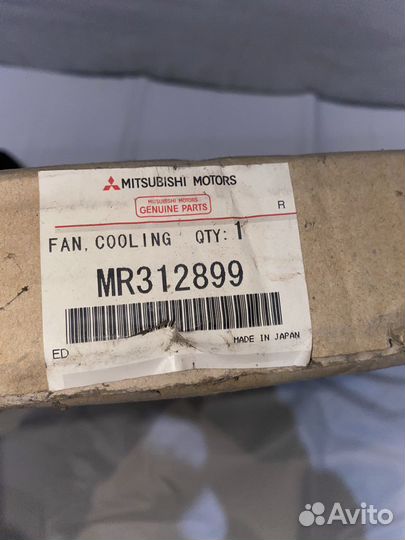 MITSUBISHI MOTORS
MITSUBISHI MOTORS
GENUINE PARTS
R
FAN, COOLING QTY: 1
MR312899
ED
MADE IN JAPAN
Avito